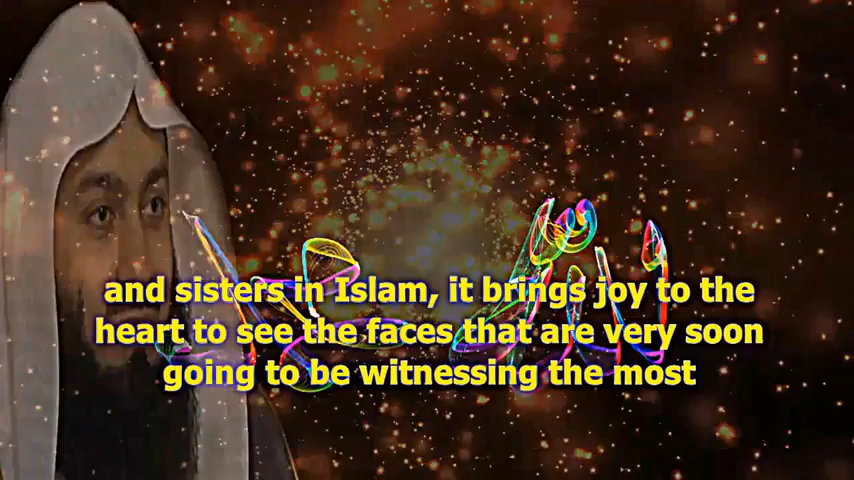 and sisters in Islam, it brings joy to the
heart to see the faces that are very soon
going to be witnessing the most